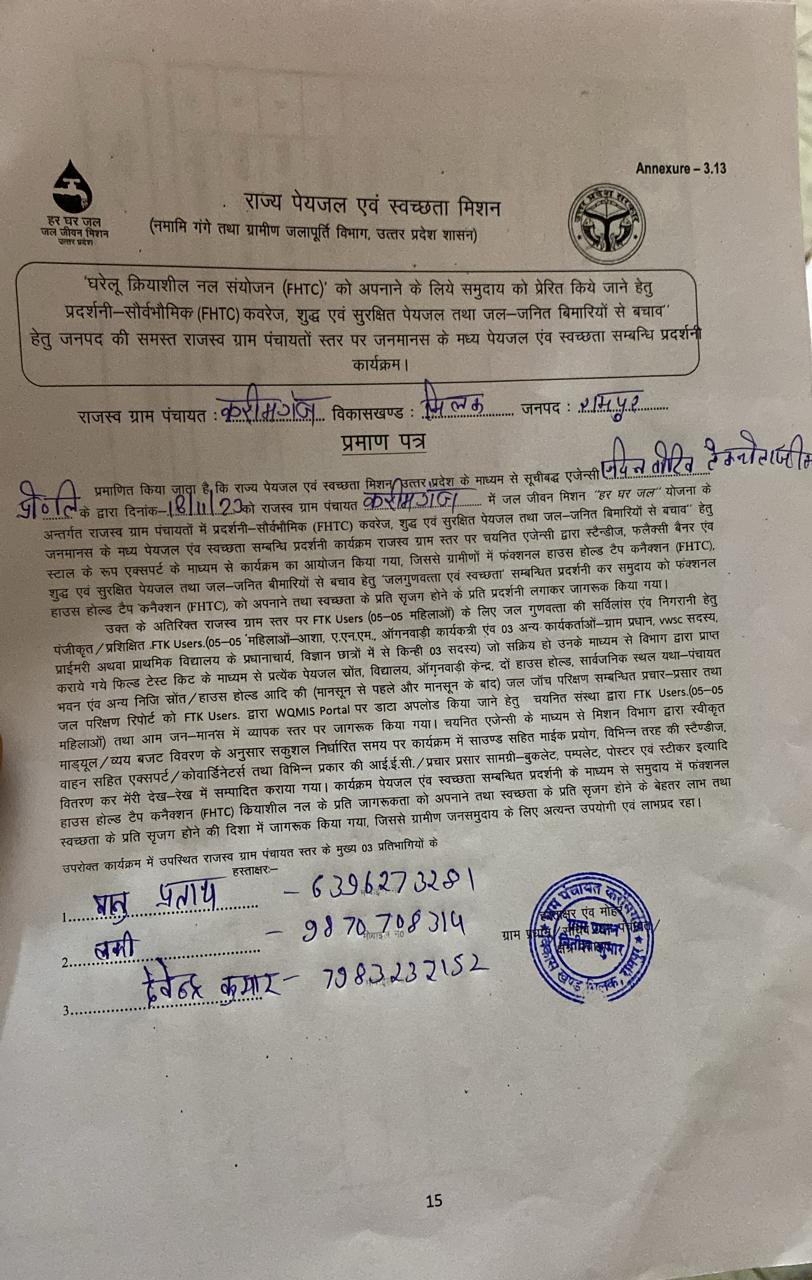 Annexure – 3.13
हर घर जल
जल जीवन मिशन
उत्तर प्रदेश
राज्य पेयजल एवं स्वच्छता मिशन
(नमामि गंगे तथा ग्रामीण जलापूर्ति विभाग, उत्तर प्रदेश शासन)
उत्तर प्रदेश सरकार
'घरेलू क्रियाशील नल संयोजन (FHTC)' को अपनाने के लिये समुदाय को प्रेरित किये जाने हेतु
प्रदर्शनी–सौर्वभौमिक (FHTC) कवरेज, शुद्ध एवं सुरक्षित पेयजल तथा जल–जनित बिमारियों से बचाव"
हेतु जनपद की समस्त राजस्व ग्राम पंचायतों स्तर पर जनमानस के मध्य पेयजल एंव स्वच्छता सम्बन्धि प्रदर्शनी
कार्यक्रम।
राजस्व ग्राम पंचायत : करीमगंज विकासखण्ड : मिलक जनपद : रामपुर
प्रमाण पत्र
प्रमाणित किया जाता है कि राज्य पेयजल एवं स्वच्छता मिशन उत्तर प्रदेश के माध्यम से सूचीबद्ध एजेन्सी
के द्वारा दिनांक–18/11/23 को राजस्व ग्राम पंचायत करीमगंज में जल जीवन मिशन "हर घर जल" योजना के
अन्तर्गत राजस्व ग्राम पंचायतों में प्रदर्शनी–सौर्वभौमिक (FHTC) कवरेज, शुद्ध एवं सुरक्षित पेयजल तथा जल–जनित बिमारियों से बचाव" हेतु
जनमानस के मध्य पेयजल एंव स्वच्छता सम्बन्धि प्रदर्शनी कार्यक्रम राजस्व ग्राम स्तर पर चयनित एजेन्सी द्वारा स्टैन्डीज, फलैक्सी बैनर एंव
स्टाल के रूप एक्सपर्ट के माध्यम से कार्यक्रम का आयोजन किया गया, जिससे ग्रामीनों में फंक्शनल हाउस होल्ड टैप कनैक्शन (FHTC),
शुद्ध एवं सुरक्षित पेयजल तथा जल–जनित बीमारियों से बचाव हेतु 'जलगुणवत्ता एवं स्वच्छता' सम्बन्धित प्रदर्शनी कर समुदाय को फंक्शनल
हाउस होल्ड टैप कनैक्शन (FHTC), को अपनाने तथा स्वच्छता के प्रति सृजग होने के प्रति प्रदर्शनी लगाकर जागरूक किया गया।
उक्त के अतिरिक्त राजस्व ग्राम स्तर पर FTK Users (05–05 महिलाओं) के लिए जल गुणवत्ता की सर्विलांस एंव निगरानी हेतु
पंजीकृत/प्रशिक्षित FTK Users.(05–05 'महिलाओं–आशा, ए.एन.एम., ऑगनवाड़ी कार्यकत्री एंव 03 अन्य कार्यकर्ताओं–ग्राम प्रधान, vwsc सदस्य,
प्राईमरी अथवा प्राथमिक विद्यालय के प्रधानाचार्य, विज्ञान छात्रों में से किन्ही 03 सदस्य) जो सक्रिय हो उनके माध्यम से विभाग द्वारा प्राप्त
कराये गये फिल्ड टेस्ट किट के माध्यम से प्रत्येक पेयजल स्रोंत, विद्यालय, ऑगनवाड़ी केन्द्र, दों हाउस होल्ड, सार्वजनिक स्थल यथा–पंचायत
भवन एंव अन्य निजि स्रोंत/हाउस होल्ड आदि की (मानसून से पहले और मानसून के बांद) जल जाँच परिक्षण सम्बन्धित प्रचार–प्रसार तथा
जल परिक्षण रिपोर्ट को FTK Users. द्वारा WQMIS Portal पर डाटा अपलोड किया जाने हेतु चयनित संस्था द्वारा FTK Users.(05–05
महिलाओं) तथा आम जन–मानस में व्यापक स्तर पर जागरूक किया गया। चयनित एजेन्सी के माध्यम से मिशन विभाग द्वारा स्वीकृत
माड्यूल/व्यय बजट विवरण के अनुसार सकुशल निर्धारित समय पर कार्यक्रम में साउण्ड सहित माईक प्रयोग, विभिन्न तरह की स्टैण्डीज,
वाहन सहित एक्सपर्ट/कोवार्डिनेटर्स तथा विभिन्न प्रकार की आई.ई.सी./प्रचार प्रसार सामग्री–बुकलेट, पम्पलेट, पोस्टर एवं स्टीकर इत्यादि
वितरण कर मेंरी देख–रेख में सम्पादित कराया गया। कार्यक्रम पेयजल एंव स्वच्छता सम्बन्धित प्रदर्शनी के माध्यम से समुदाय में फंक्शनल
हाउस होल्ड टैप कनैक्शन (FHTC) कियाशील नल के प्रति जागरूकता को अपनाने तथा स्वच्छता के प्रति सृजग होने के बेहतर लाभ तथा
स्वच्छता के प्रति सृजग होने की दिशा में जागरूक किया गया, जिससे ग्रामीण जनसमुदाय के लिए अत्यन्त उपयोगी एवं लाभप्रद रहा।
उपरोक्त कार्यक्रम में उपस्थित राजस्व ग्राम पंचायत स्तर के मुख्य 03 प्रतिभागियों के
हस्ताक्षरः–
1. प्रताप – 6396273281
2. – 9870708314
3. देवेन्द्र कुमार – 7983232152
हस्ताक्षर एंव मोहर
ग्राम प्रधान
ग्राम पंचायत करीमगंज
विकास खण्ड मिलक, रामपुर
15